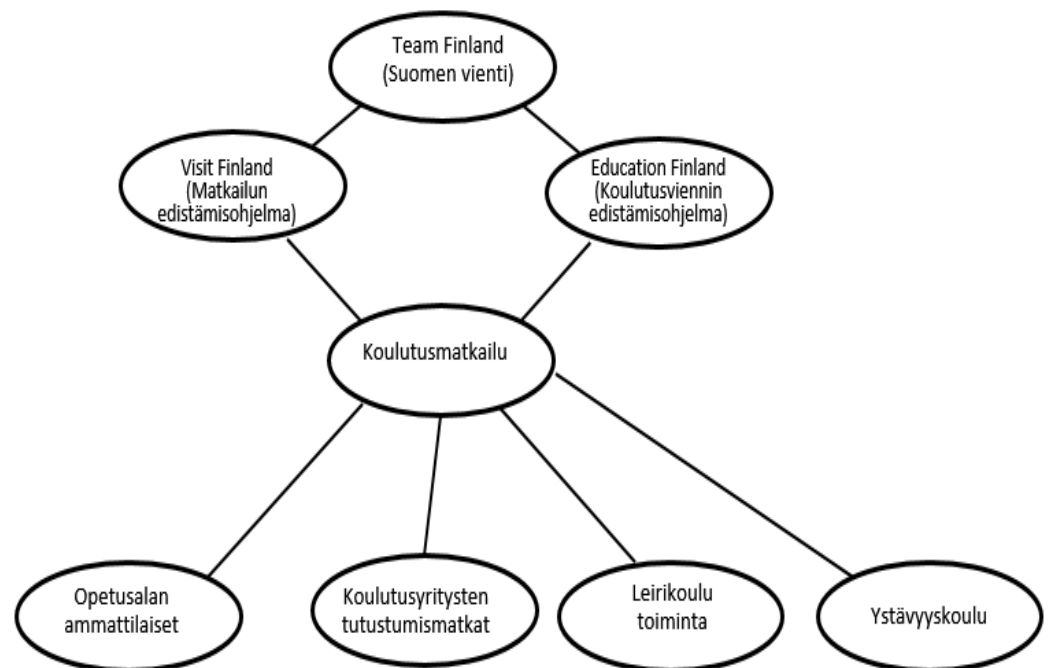 Team Finland
(Suomen vienti)
Visit Finland
(Matkailun
edistämisohjelma)
Education Finland
(Koulutusviennin
edistämisohjelma)
Koulutusmatkailu
Opetusalan
ammattilaiset
Koulutusyritysten
tutustumismatkat
Leirikoulu
toiminta
Ystävyyskoulu